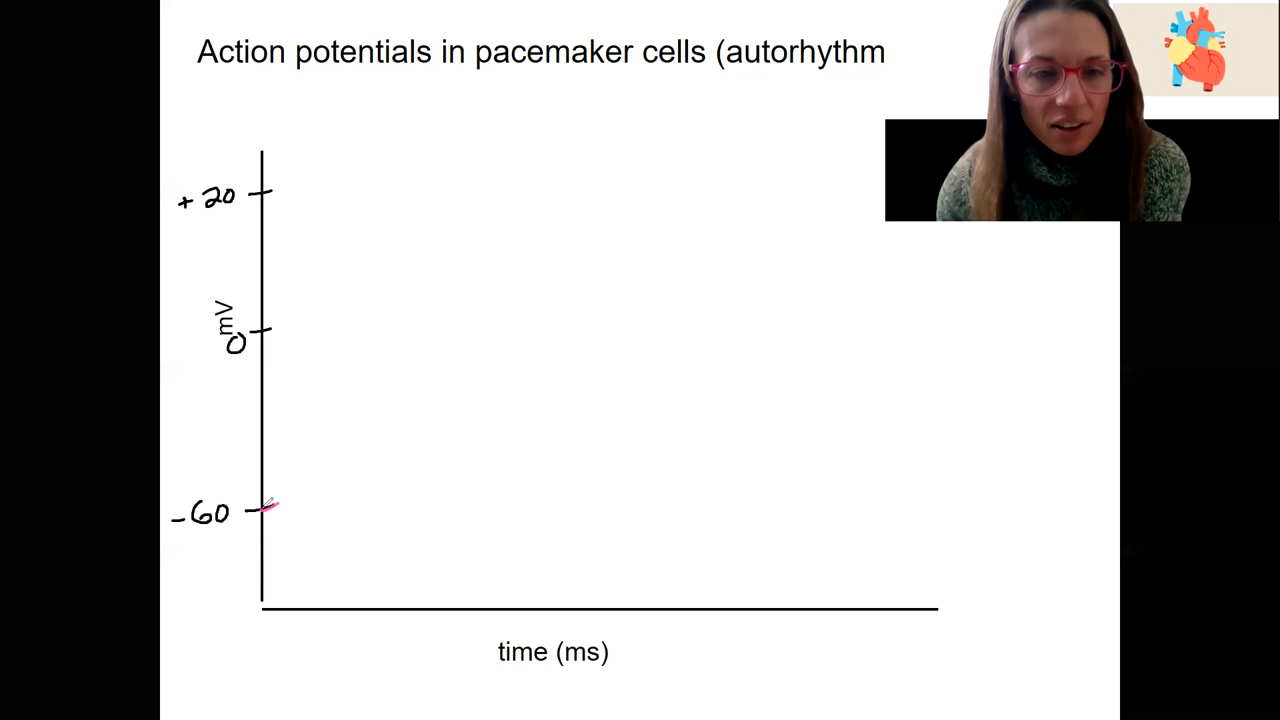 Action potentials in pacemaker cells (autorhythm
+ 20
mV
0
-60
time (ms)